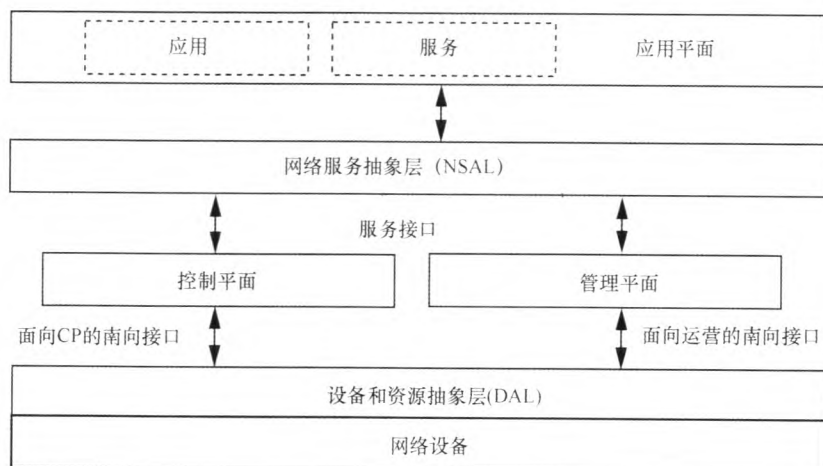 应用 服务 应用平面
网络服务抽象层 (NSAL)
服务接口
控制平面 管理平面
面向CP的南向接口 面向运营的南向接口
设备和资源抽象层(DAL)
网络设备